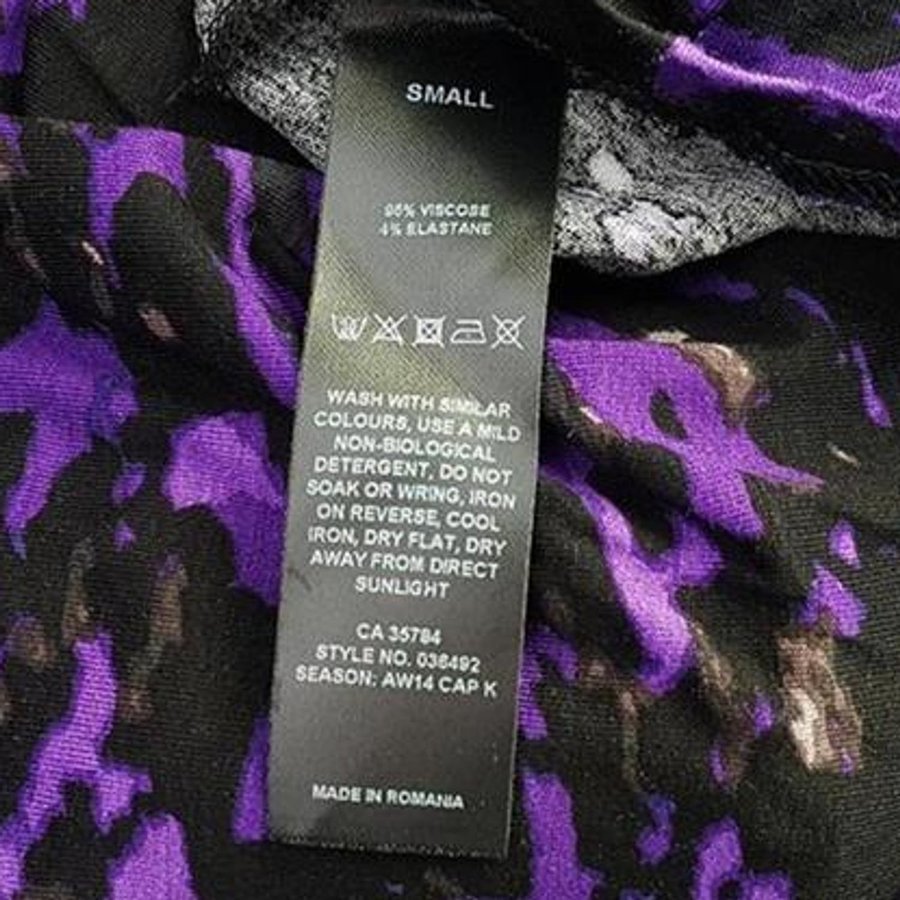 SMALL
96% VISCOSE
4% ELASTANE
WASH WITH SIMILAR
COLOURS, USE A MILD
NON-BIOLOGICAL
DETERGENT, DO NOT
SOAK OR WRING, IRON
ON REVERSE, COOL
IRON, DRY FLAT, DRY
AWAY FROM DIRECT
SUNLIGHT
CA 35784
STYLE NO. 036492
SEASON: AW14 CAP K
MADE IN ROMANIA